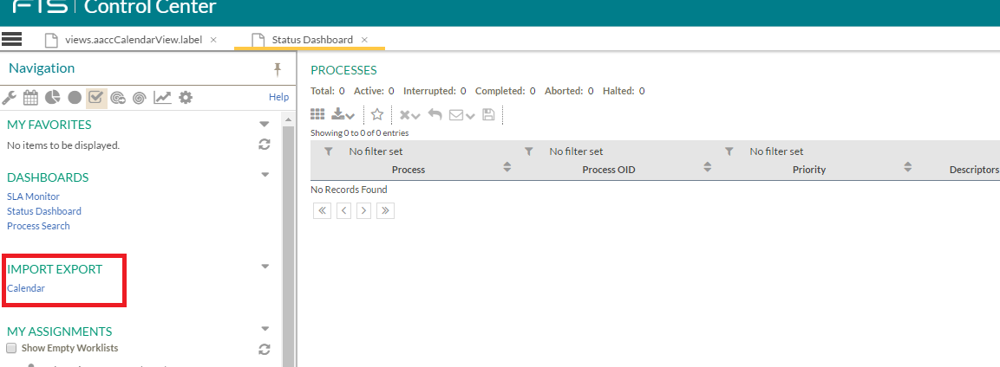 FIS | Control Center
views.aaccCalendarView.label × Status Dashboard ×
Navigation
Help
MY FAVORITES
No items to be displayed.
DASHBOARDS
SLA Monitor
Status Dashboard
Process Search
IMPORT EXPORT
Calendar
MY ASSIGNMENTS
Show Empty Worklists
PROCESSES
Total: 0 Active: 0 Interrupted: 0 Completed: 0 Aborted: 0 Halted: 0
Showing 0 to 0 of 0 entries
No filter set No filter set No filter set
Process Process OID Priority Descriptors
No Records Found
« < > »